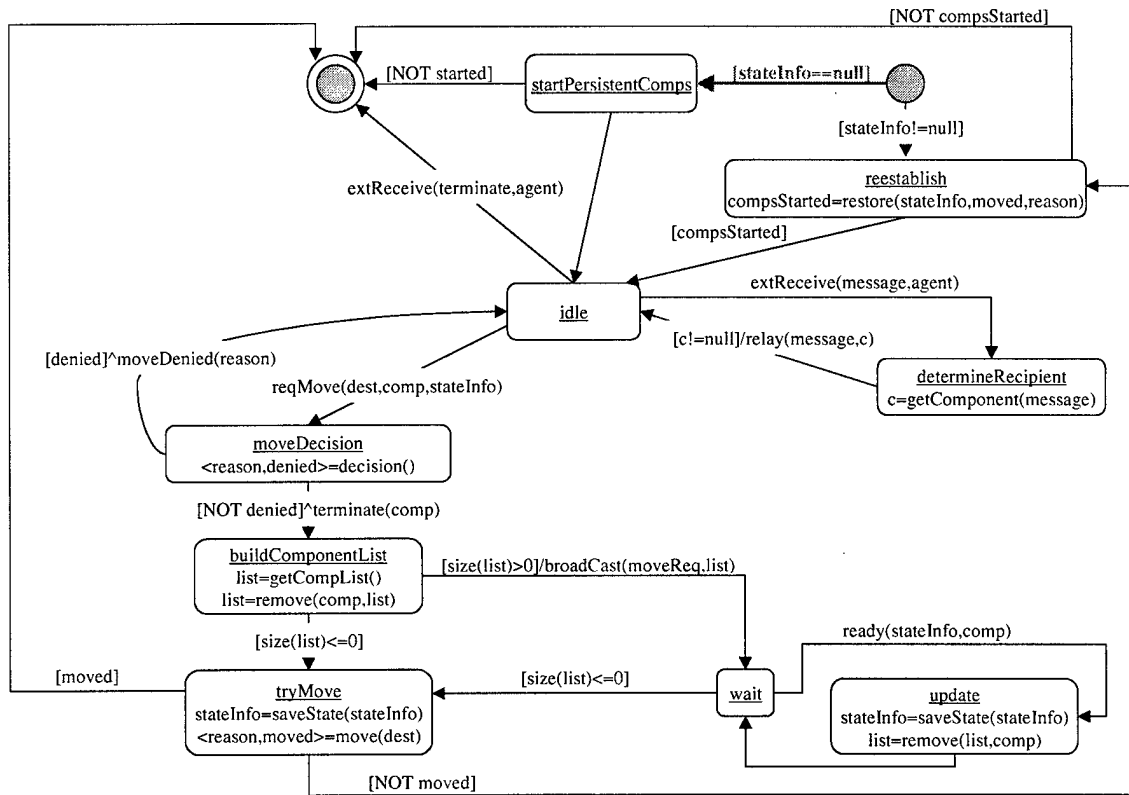 [NOT compsStarted]
[NOT started]
[stateInfo==null]
startPersistentComps
[stateInfo!=null]
extReceive(terminate,agent)
reestablish
compsStarted=restore(stateInfo,moved,reason)
[compsStarted]
extReceive(message,agent)
idle
[c!=null]/relay(message,c)
[denied]^moveDenied(reason)
reqMove(dest,comp,stateInfo)
determineRecipient
c=getComponent(message)
moveDecision
<reason,denied>=decision()
[NOT denied]^terminate(comp)
buildComponentList
list=getCompList()
list=remove(comp,list)
[size(list)>0]/broadCast(moveReq,list)
[size(list)<=0]
ready(stateInfo,comp)
[moved]
[size(list)<=0]
tryMove
stateInfo=saveState(stateInfo)
<reason,moved>=move(dest)
wait
update
stateInfo=saveState(stateInfo)
list=remove(list,comp)
[NOT moved]